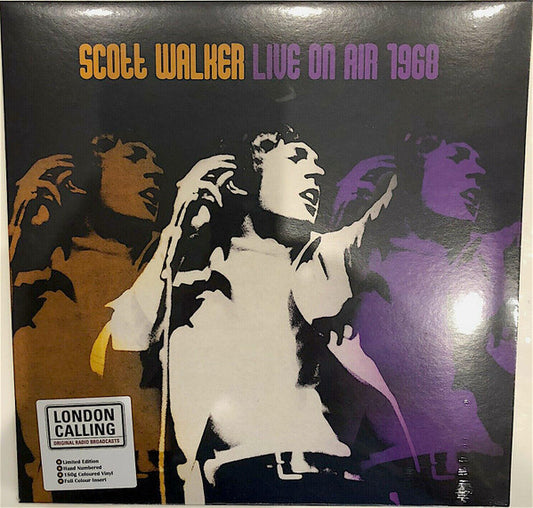 SCOTT WALKER LIVE ON AIR 1968
LONDON
CALLING
ORIGINAL RADIO BROADCASTS
Limited Edition
Hand Numbered
150g Coloured Vinyl
Full Colour Insert